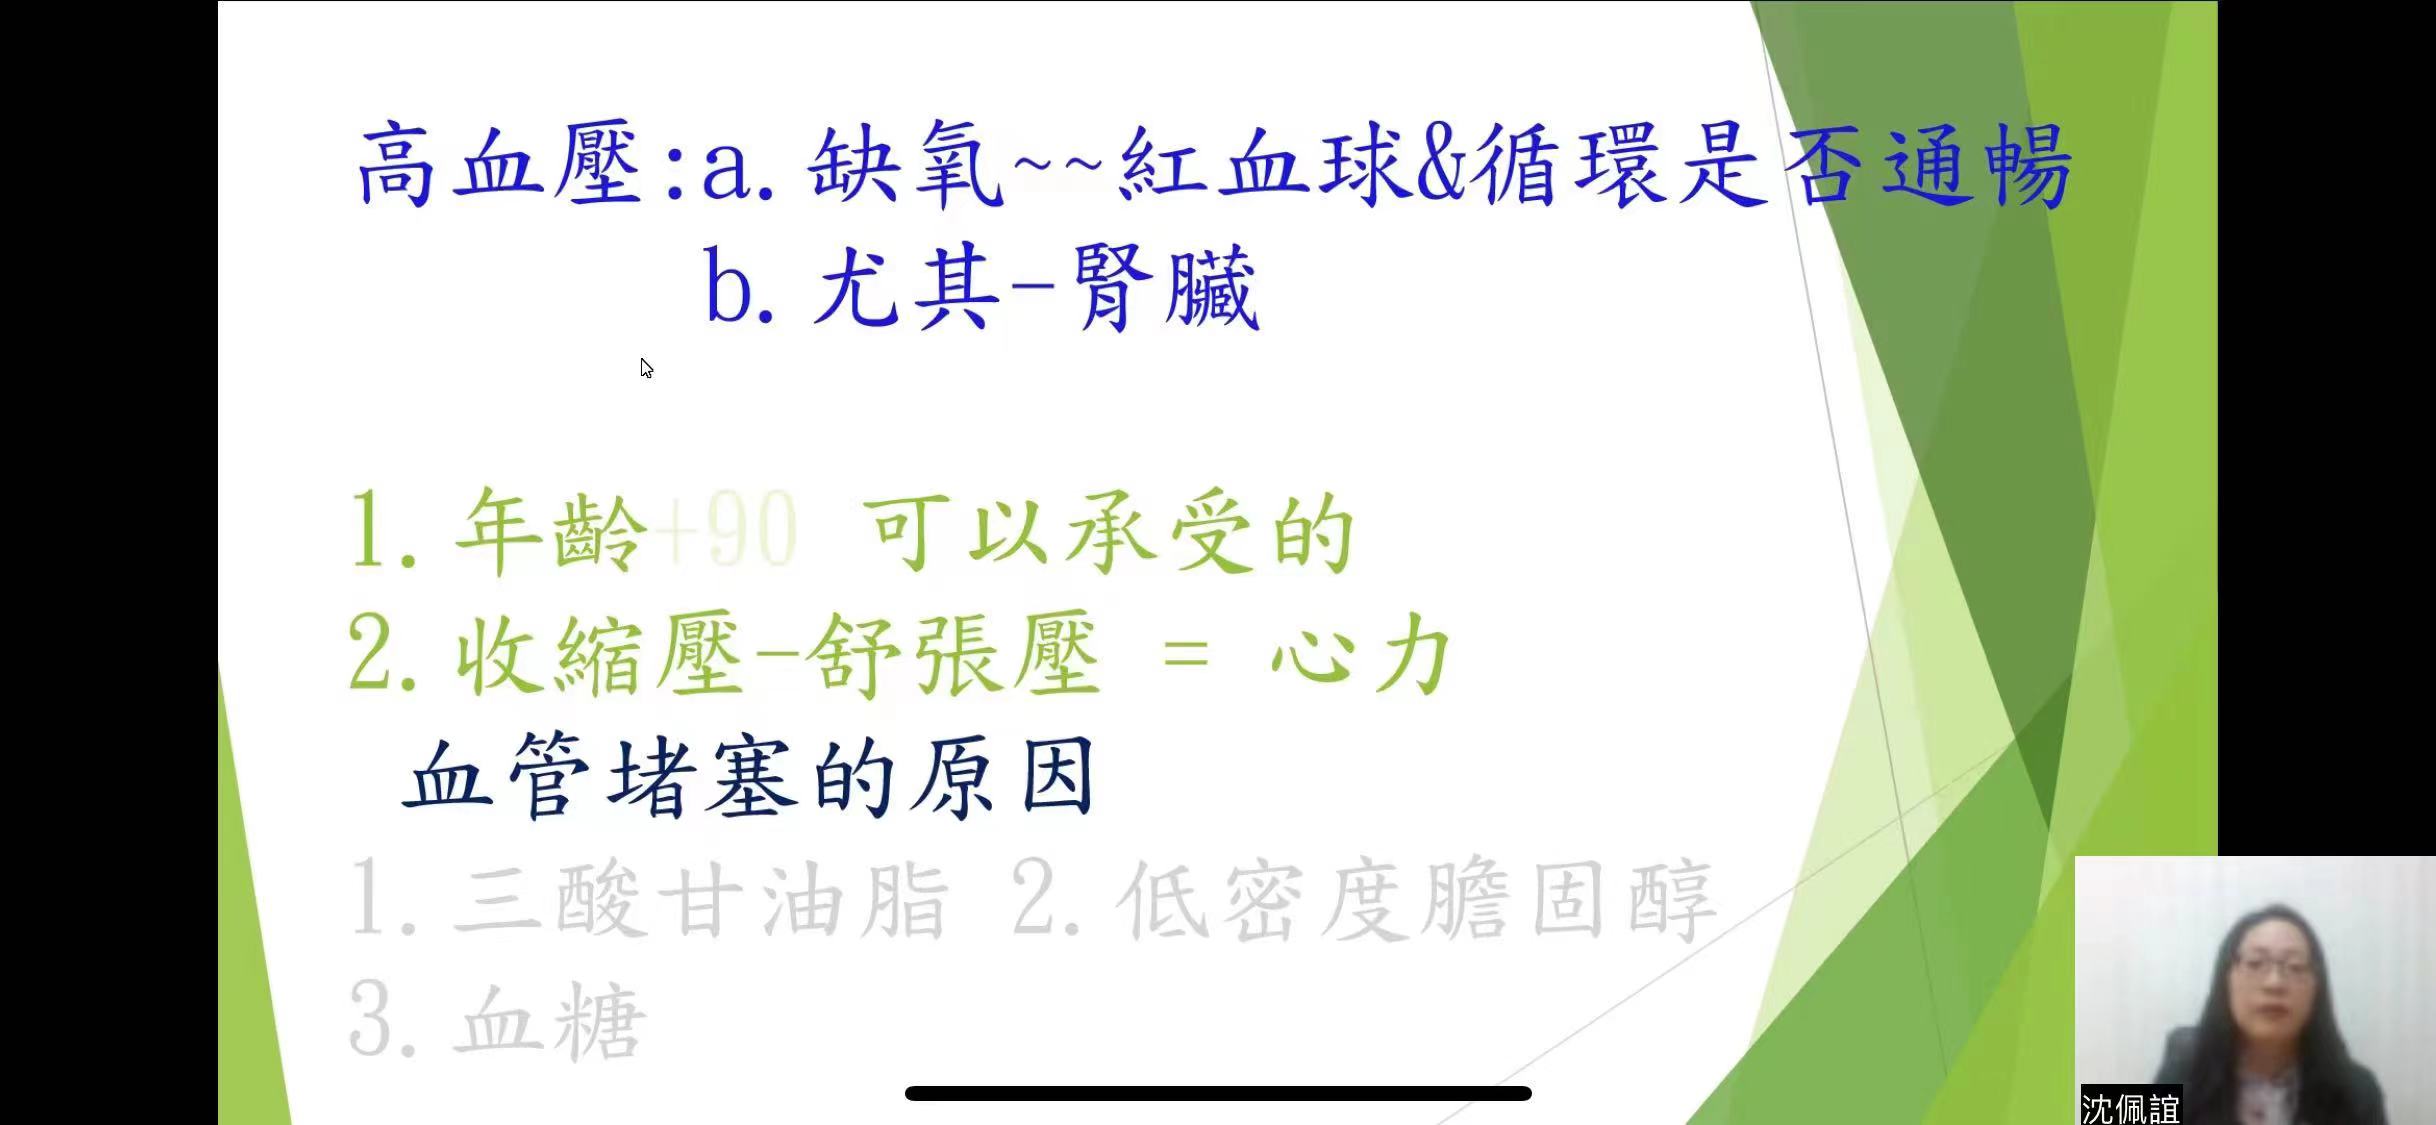 高血壓:a.缺氧~~紅血球&循環是否通暢
b.尤其-腎臟
1.年齡+90 可以承受的
2.收縮壓-舒張壓 = 心力
血管堵塞的原因
1.三酸甘油脂 2.低密度膽固醇
3.血糖
沈佩誼